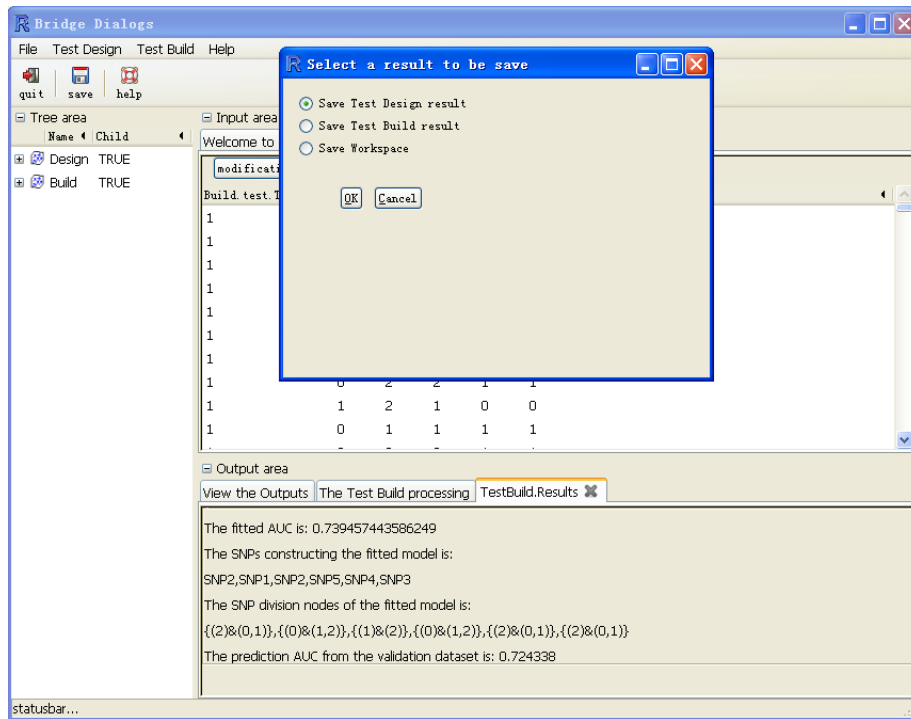 Bridge Dialogs
File Test Design Test Build Help
quit save help
Tree area
Name Child
Design TRUE
Build TRUE
Select a result to be save
Save Test Design result
Save Test Build result
Save Workspace
OK Cancel
Input area
Welcome to
Build.test.
1
1
1
1
1
1
1
1 0 2 2 1 1
1 1 2 1 0 0
1 0 1 1 1 1
Output area
View the Outputs The Test Build processing TestBuild.Results
The fitted AUC is: 0.739457443586249
The SNPs constructing the fitted model is:
SNP2,SNP1,SNP2,SNP5,SNP4,SNP3
The SNP division nodes of the fitted model is:
{(2)&(0,1)},{(0)&(1,2)},{(1)&(2)},{(0)&(1,2)},{(2)&(0,1)},{(2)&(0,1)}
The prediction AUC from the validation dataset is: 0.724338
statusbar...